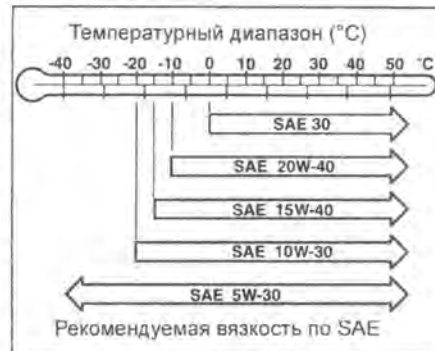 Температурный диапазон (°C)
-40 -30 -20 -10 0 10 20 30 40 50 °C
SAE 30
SAE 20W-40
SAE 15W-40
SAE 10W-30
SAE 5W-30
Рекомендуемая вязкость по SAE